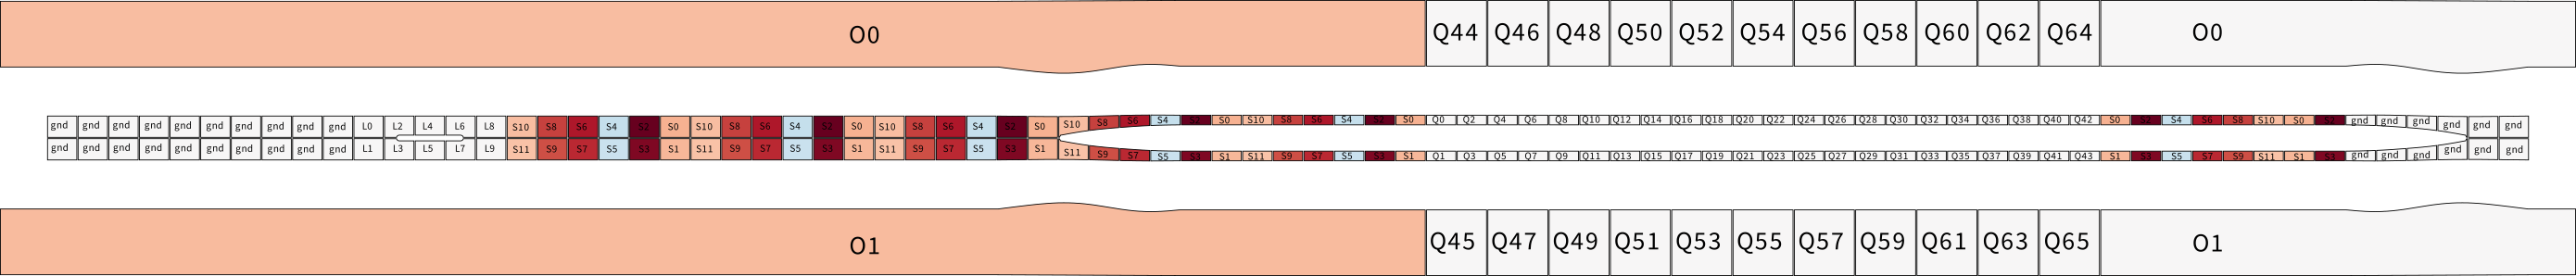 O0 Q44 Q46 Q48 Q50 Q52 Q54 Q56 Q58 Q60 Q62 Q64 O0
gnd gnd gnd gnd gnd gnd gnd gnd gnd gnd L0 L2 L4 L6 L8 S10 S8 S6 S4 S2 S0 S10 S8 S6 S4 S2 S0 S10 S8 S6 S4 S2 S0 S10 S8 S6 S4 S2 S0 S10 S8 S6 S4 S2 S0 Q0 Q2 Q4 Q6 Q8 Q10 Q12 Q14 Q16 Q18 Q20 Q22 Q24 Q26 Q28 Q30 Q32 Q34 Q36 Q38 Q40 Q42 S0 S2 S4 S6 S8 S10 S0 S2 gnd gnd gnd gnd gnd gnd
gnd gnd gnd gnd gnd gnd gnd gnd gnd gnd L1 L3 L5 L7 L9 S11 S9 S7 S5 S3 S1 S11 S9 S7 S5 S3 S1 S11 S9 S7 S5 S3 S1 S11 S9 S7 S5 S3 S1 S11 S9 S7 S5 S3 S1 Q1 Q3 Q5 Q7 Q9 Q11 Q13 Q15 Q17 Q19 Q21 Q23 Q25 Q27 Q29 Q31 Q33 Q35 Q37 Q39 Q41 Q43 S1 S3 S5 S7 S9 S11 S1 S3 gnd gnd gnd gnd gnd gnd
O1 Q45 Q47 Q49 Q51 Q53 Q55 Q57 Q59 Q61 Q63 Q65 O1